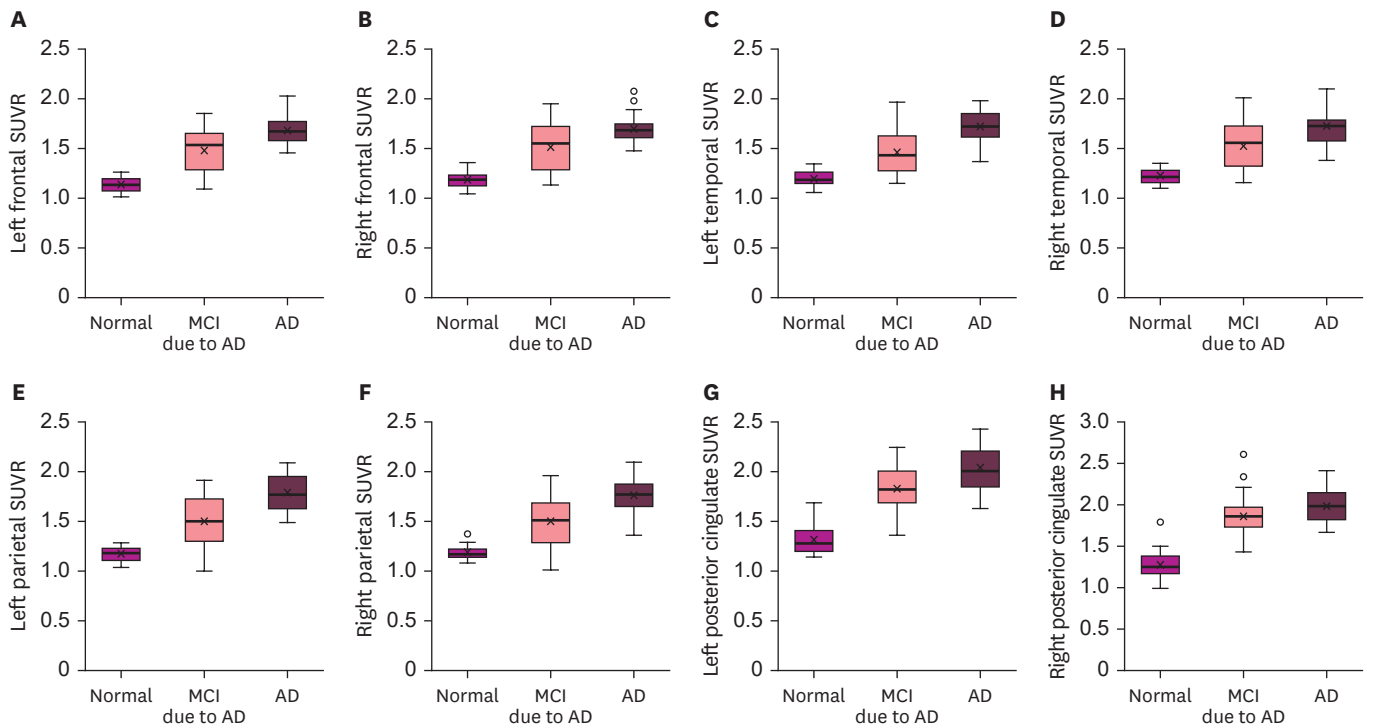 A
Left frontal SUVR
2.5
2.0
1.5
1.0
0.5
0
Normal
MCI
due to AD
AD
B
Right frontal SUVR
2.5
2.0
1.5
1.0
0.5
0
Normal
MCI
due to AD
AD
C
Left temporal SUVR
2.5
2.0
1.5
1.0
0.5
0
Normal
MCI
due to AD
AD
D
Right temporal SUVR
2.5
2.0
1.5
1.0
0.5
0
Normal
MCI
due to AD
AD
E
Left parietal SUVR
2.5
2.0
1.5
1.0
0.5
0
Normal
MCI
due to AD
AD
F
Right parietal SUVR
2.5
2.0
1.5
1.0
0.5
0
Normal
MCI
due to AD
AD
G
Left posterior cingulate SUVR
2.5
2.0
1.5
1.0
0.5
0
Normal
MCI
due to AD
AD
H
Right posterior cingulate SUVR
3.0
2.5
2.0
1.5
1.0
0.5
0
Normal
MCI
due to AD
AD